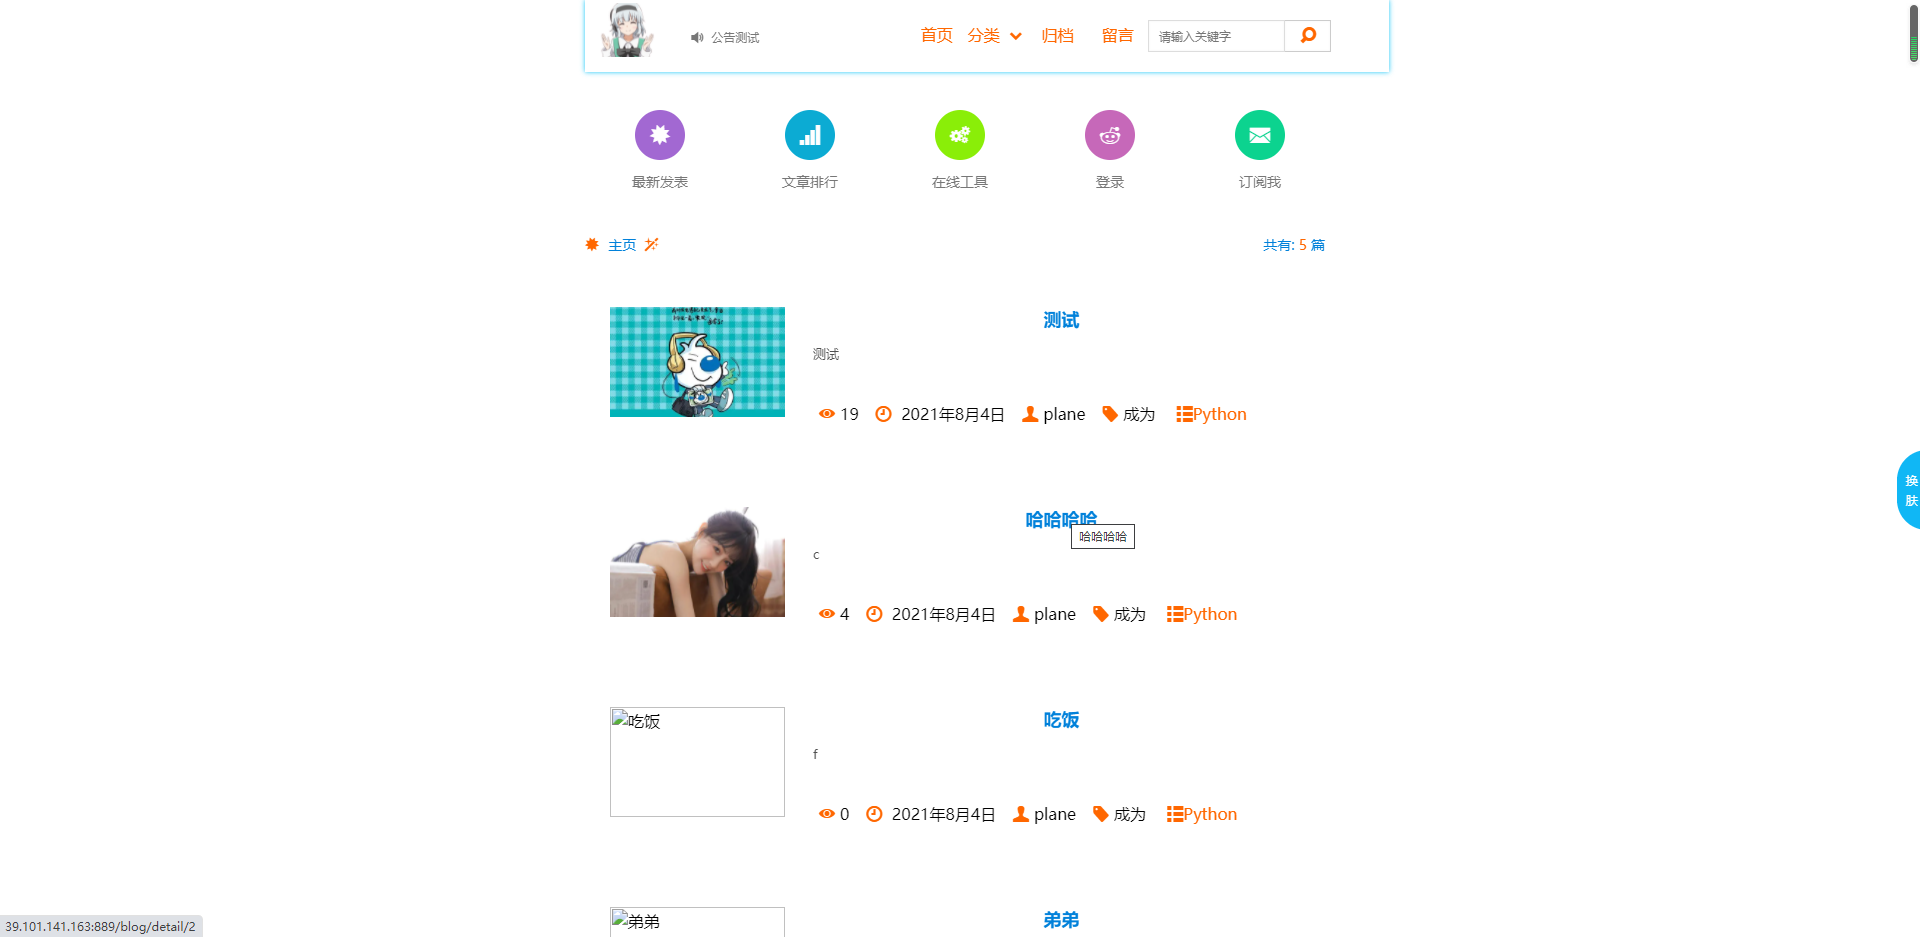 公告测试
首页 分类 归档 留言 请输入关键字
最新发表 文章排行 在线工具 登录 订阅我
主页 共有: 5 篇
测试
测试
19 2021年8月4日 plane 成为 Python
换
肤
哈哈哈哈
哈哈哈哈
c
4 2021年8月4日 plane 成为 Python
吃饭 吃饭
f
0 2021年8月4日 plane 成为 Python
弟弟 弟弟
39.101.141.163:889/blog/detail/2